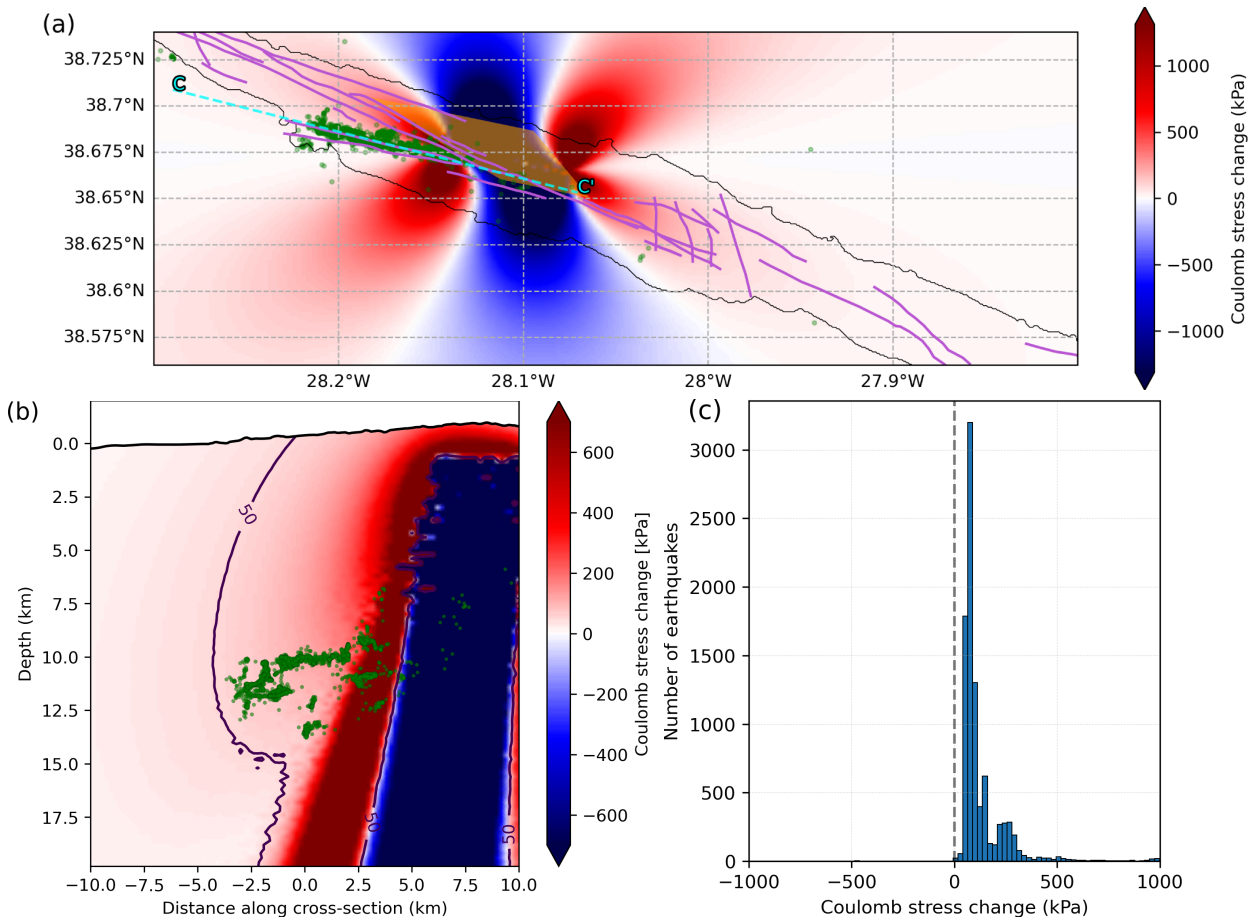 (a)
38.725°N
38.7°N
38.675°N
38.65°N
38.625°N
38.6°N
38.575°N
C
C'
28.2°W
28.1°W
28°W
27.9°W
1000
500
0
−500
−1000
Coulomb stress change (kPa)
(b)
0.0
2.5
5.0
7.5
10.0
12.5
15.0
17.5
Depth (km)
50
50
50
−10.0
−7.5
−5.0
−2.5
0.0
2.5
5.0
7.5
10.0
Distance along cross-section (km)
600
400
200
0
−200
−400
−600
Coulomb stress change [kPa]
(c)
3000
2500
2000
1500
1000
500
0
Number of earthquakes
−1000
−500
0
500
1000
Coulomb stress change (kPa)